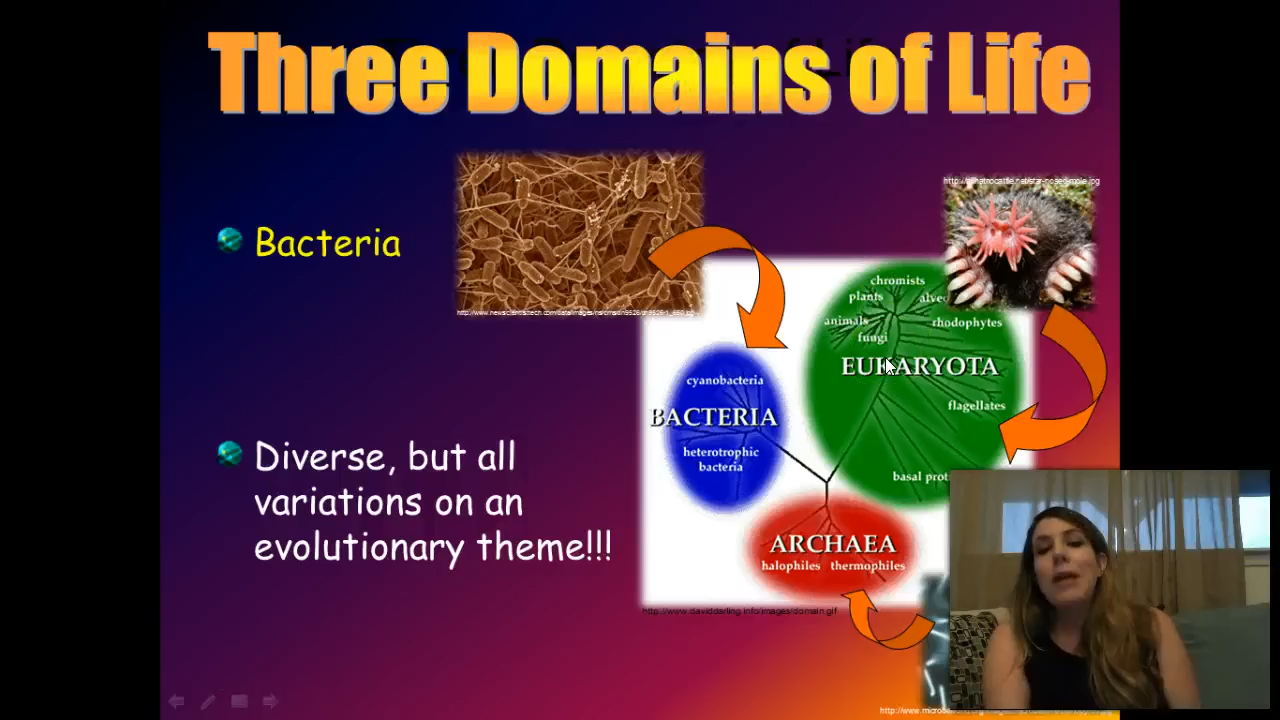 Three Domains of Life
Bacteria
Diverse, but all
variations on an
evolutionary theme!!!
chromists
plants
animals
rhodophytes
fungi
EUKARYOTA
flagellates
basal
cyanobacteria
BACTERIA
heterotrophic
bacteria
ARCHAEA
halophiles thermophiles
http://www.daviddarling.info/images/domain.gif